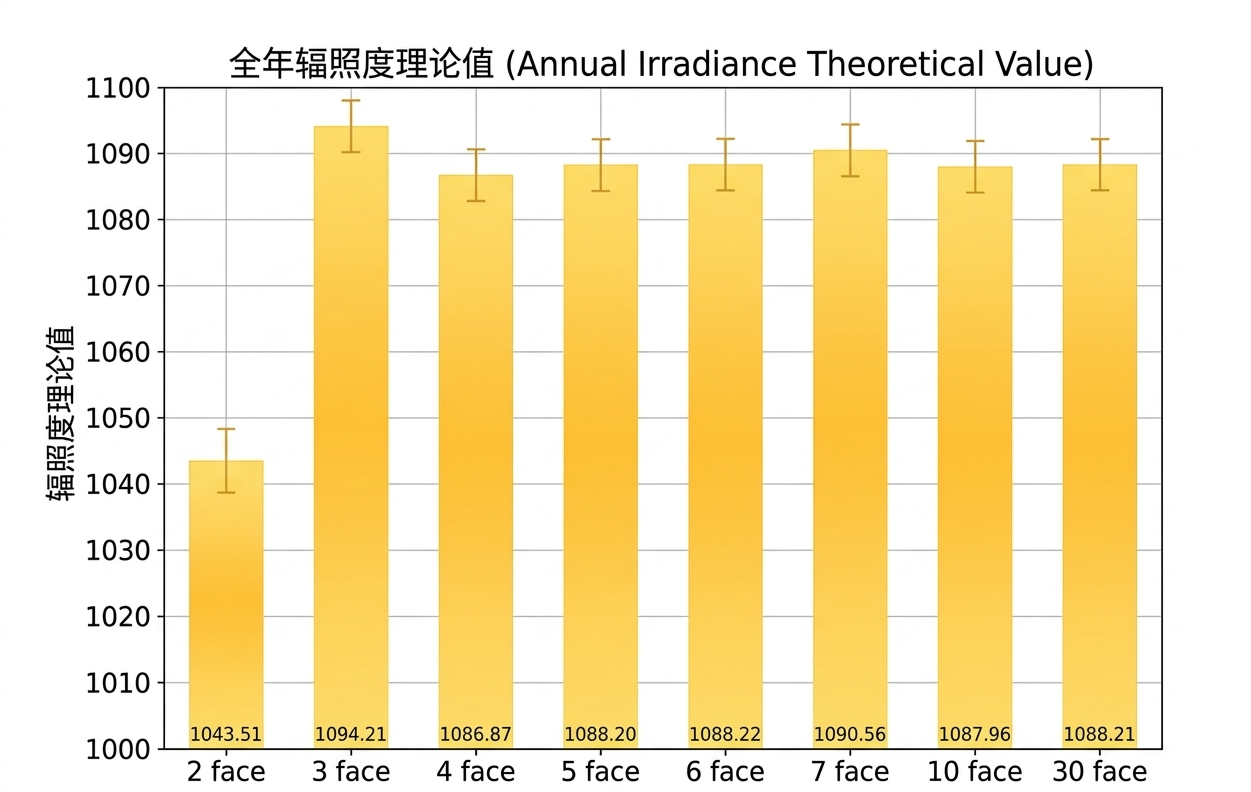 全年辐照度理论值 (Annual Irradiance Theoretical Value)
辐照度理论值
1100
1090
1080
1070
1060
1050
1040
1030
1020
1010
1000
1043.51 1094.21 1086.87 1088.20 1088.22 1090.56 1087.96 1088.21
2 face 3 face 4 face 5 face 6 face 7 face 10 face 30 face